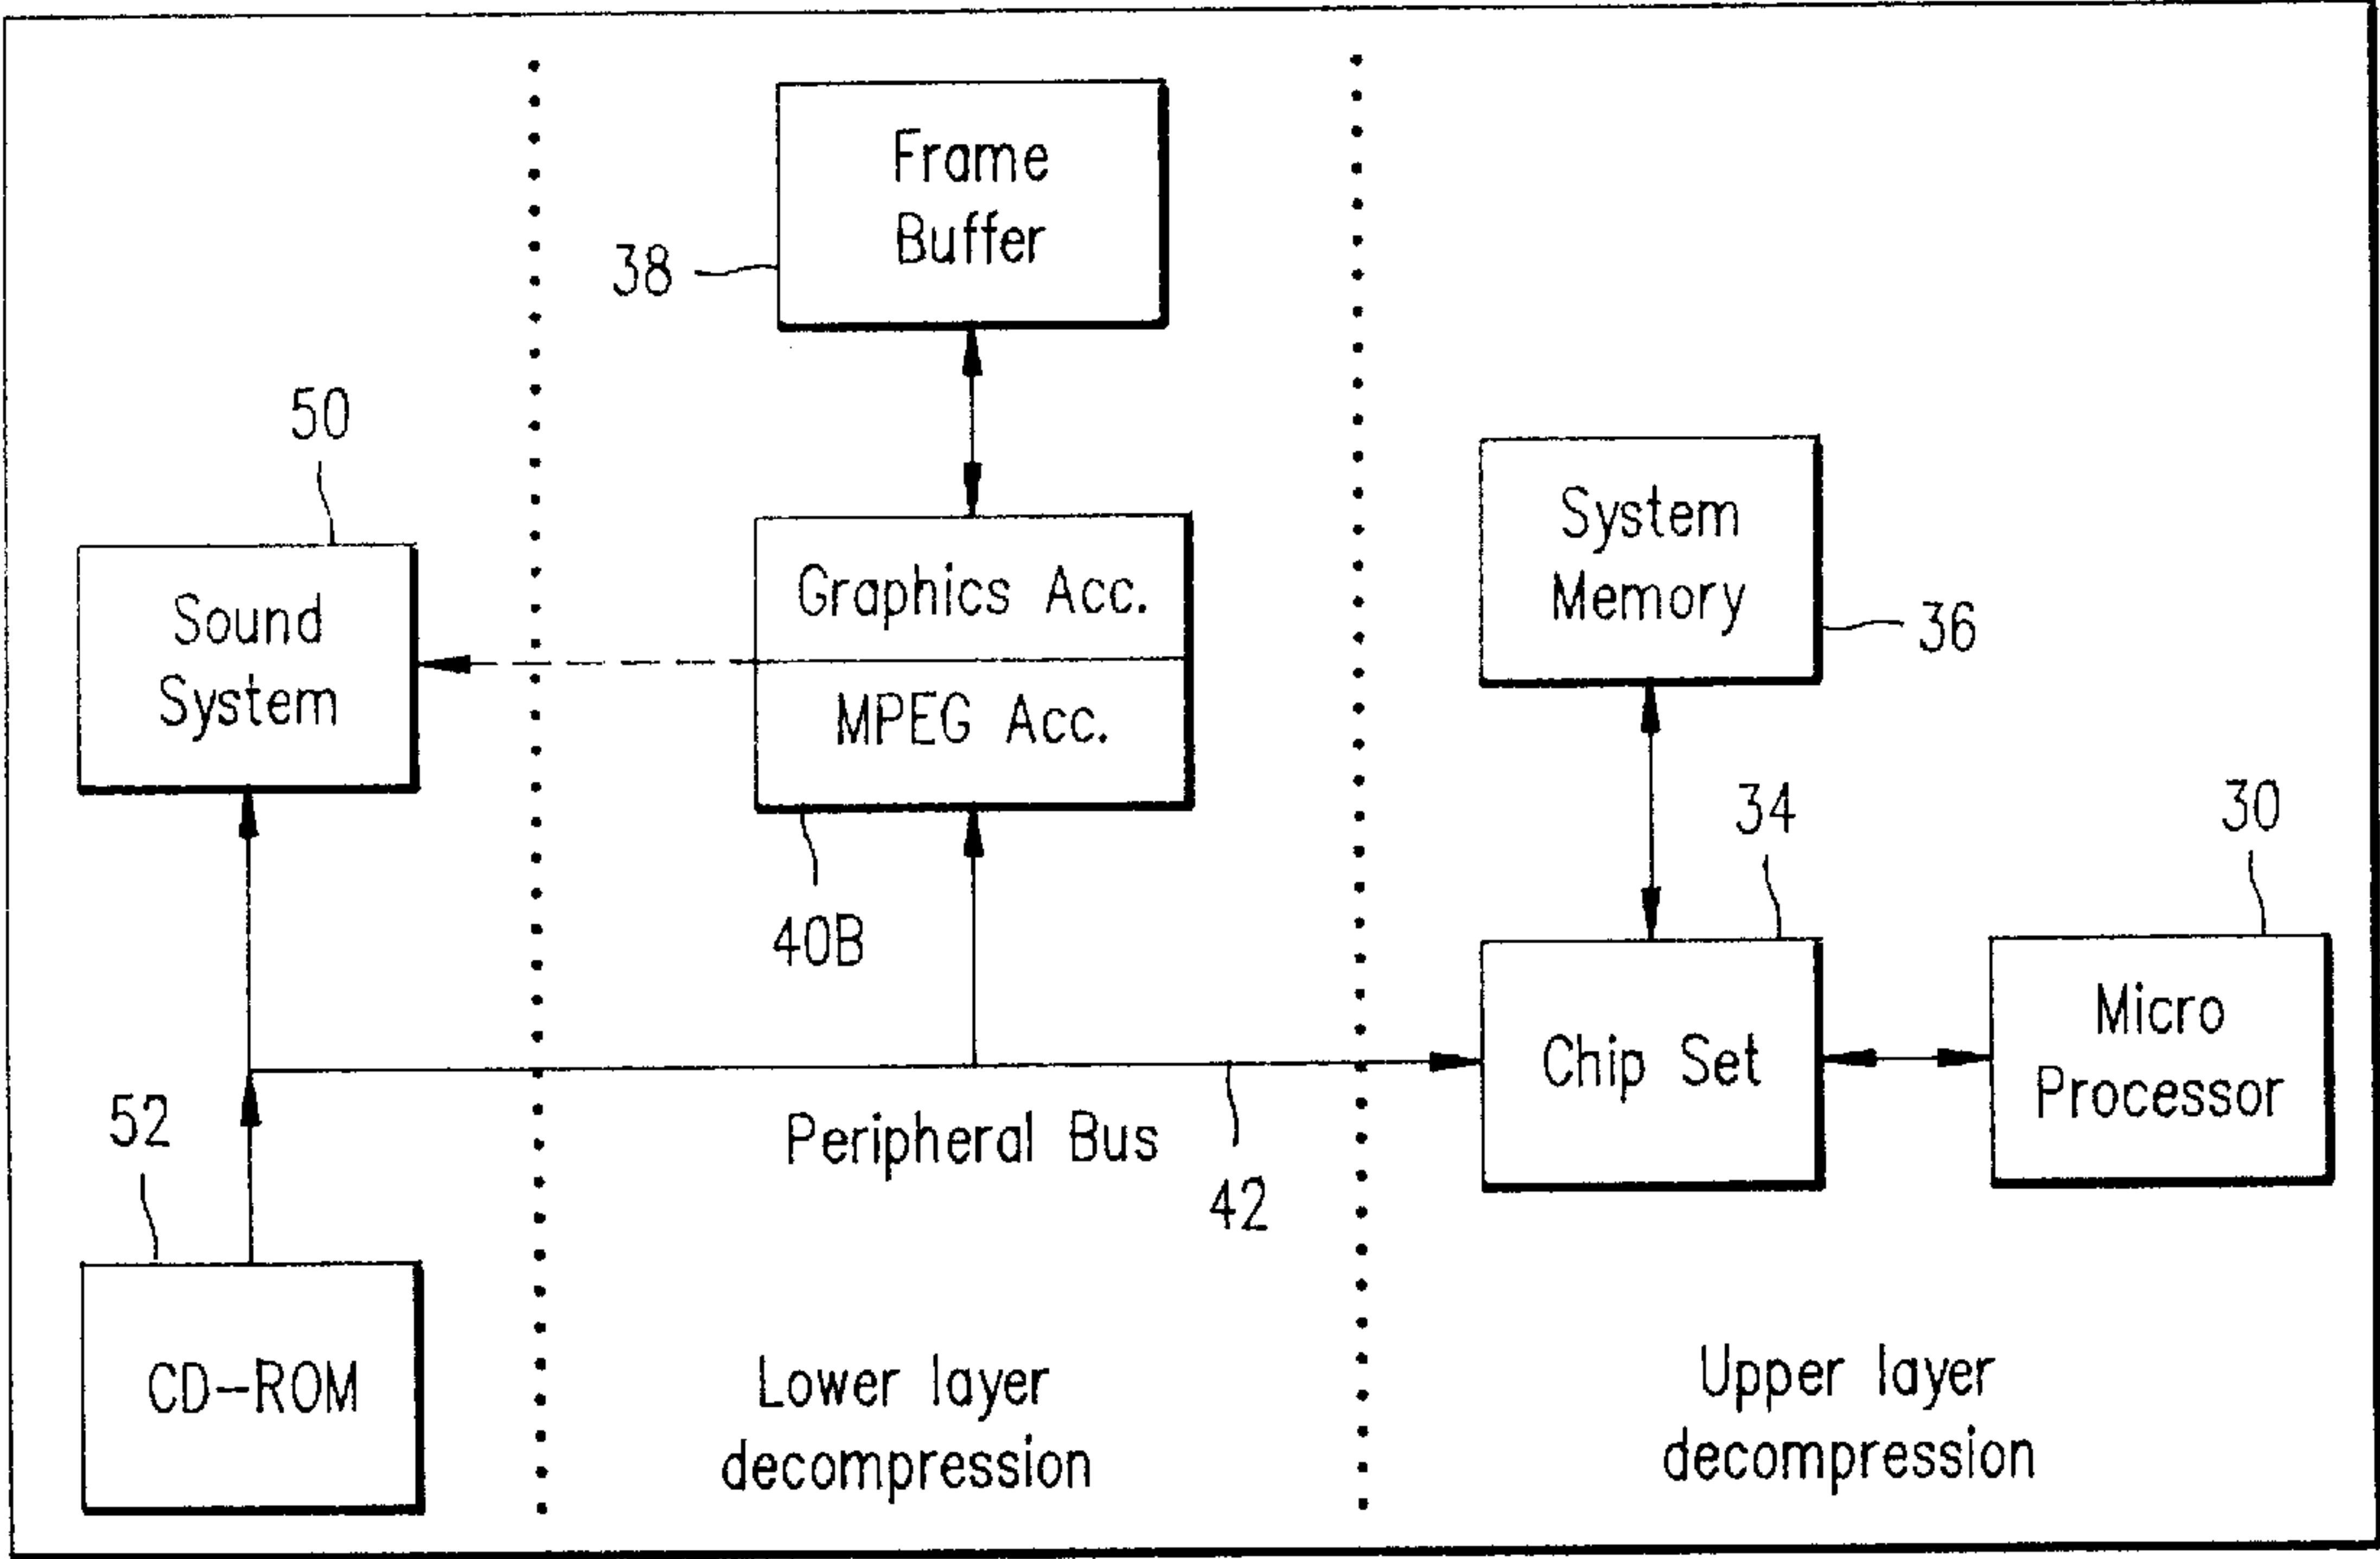 Frame
Buffer
38
50
Sound
System
Graphics Acc.
MPEG Acc.
40B
System
Memory
36
34
30
Chip Set
Micro
Processor
52
Peripheral Bus
42
CD-ROM
Lower layer
decompression
Upper layer
decompression